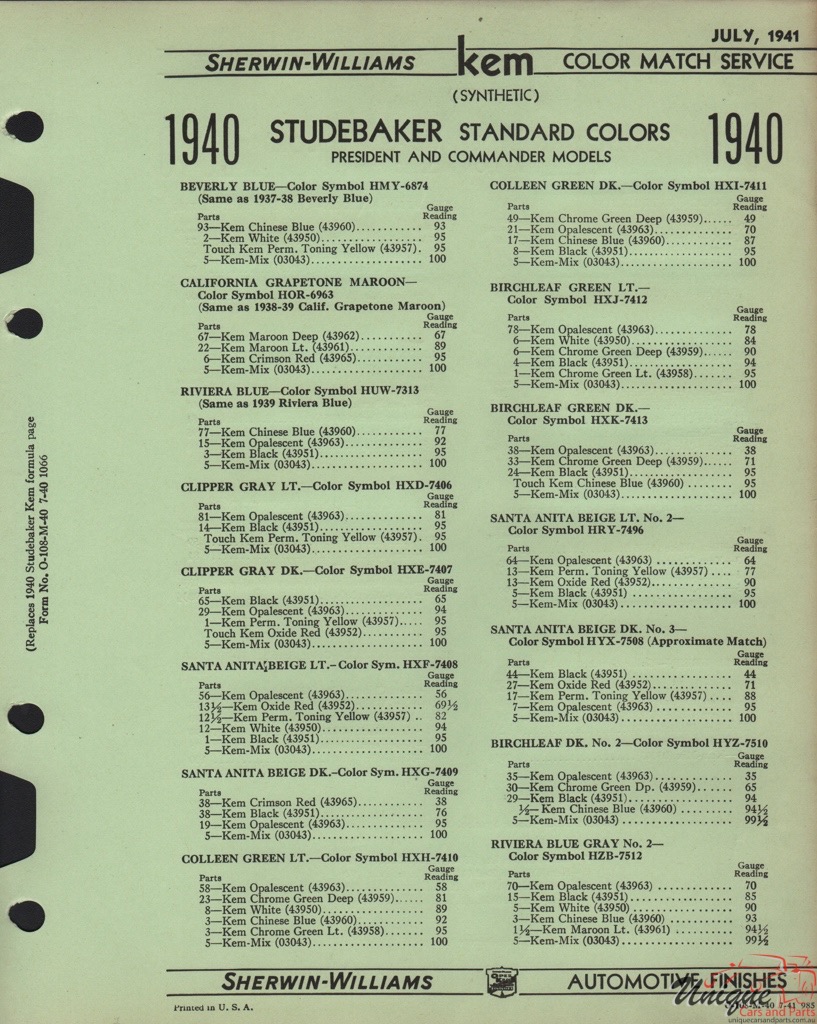 JULY, 1941
SHERWIN-WILLIAMS kem COLOR MATCH SERVICE
(SYNTHETIC)
1940 STUDEBAKER STANDARD COLORS 1940
PRESIDENT AND COMMANDER MODELS
BEVERLY BLUE—Color Symbol HMY-6874
(Same as 1937-38 Beverly Blue)
Parts Gauge Reading
93—Kem Chinese Blue (43960)............ 93
2—Kem White (43950)................. 95
Touch Kem Perm. Toning Yellow (43957). 95
5—Kem-Mix (03043).................... 100
CALIFORNIA GRAPETONE MAROON—
Color Symbol HOR-6963
(Same as 1938-39 Calif. Grapetone Maroon)
Parts Gauge Reading
67—Kem Maroon Deep (43962)........... 67
22—Kem Maroon Lt. (43961)............ 89
6—Kem Crimson Red (43965)........... 95
5—Kem-Mix (03043).................... 100
RIVIERA BLUE—Color Symbol HUW-7313
(Same as 1939 Riviera Blue)
Parts Gauge Reading
77—Kem Chinese Blue (43960)........... 77
15—Kem Opalescent (43963)............. 92
3—Kem Black (43951).................. 95
5—Kem-Mix (03043)................... 100
CLIPPER GRAY LT.—Color Symbol HXD-7406
Parts Gauge Reading
81—Kem Opalescent (43963)............. 81
14—Kem Black (43951)................. 95
Touch Kem Perm. Toning Yellow (43957). 95
5—Kem-Mix (03043)................... 100
CLIPPER GRAY DK.—Color Symbol HXE-7407
Parts Gauge Reading
65—Kem Black (43951)................. 65
29—Kem Opalescent (43963)............. 94
1—Kem Perm. Toning Yellow (43957)..... 95
Touch Kem Oxide Red (43952)........... 95
5—Kem-Mix (03043)................... 100
SANTA ANITA BEIGE LT.–Color Sym. HXF-7408
Parts Gauge Reading
56—Kem Opalescent (43963)............. 56
13½—Kem Oxide Red (43952)............ 69½
12½—Kem Perm. Toning Yellow (43957) .. 82
12—Kem White (43950)................. 94
1—Kem Black (43951).................. 95
5—Kem-Mix (03043)................... 100
SANTA ANITA BEIGE DK.–Color Sym. HXG-7409
Parts Gauge Reading
38—Kem Crimson Red (43965)........... 38
38—Kem Black (43951)................. 76
19—Kem Opalescent (43963)............. 95
5—Kem-Mix (03043)................... 100
COLLEEN GREEN LT.—Color Symbol HXH-7410
Parts Gauge Reading
58—Kem Opalescent (43963)............. 58
23—Kem Chrome Green Deep (43959)...... 81
8—Kem White (43950).................. 89
3—Kem Chinese Blue (43960)............ 92
3—Kem Chrome Green Lt. (43958)........ 95
5—Kem-Mix (03043)................... 100
COLLEEN GREEN DK.—Color Symbol HXI-7411
Parts Gauge Reading
49—Kem Chrome Green Deep (43959)...... 49
21—Kem Opalescent (43963)............. 70
17—Kem Chinese Blue (43960)........... 87
8—Kem Black (43951).................. 95
5—Kem-Mix (03043)................... 100
BIRCHLEAF GREEN LT.—
Color Symbol HXJ-7412
Parts Gauge Reading
78—Kem Opalescent (43963)............. 78
6—Kem White (43950).................. 84
6—Kem Chrome Green Deep (43959)...... 90
4—Kem Black (43951).................. 94
1—Kem Chrome Green Lt. (43958)....... 95
5—Kem-Mix (03043)................... 100
BIRCHLEAF GREEN DK.—
Color Symbol HXK-7413
Parts Gauge Reading
38—Kem Opalescent (43963)............. 38
33—Kem Chrome Green Deep (43959)...... 71
24—Kem Black (43951).................. 95
Touch Kem Chinese Blue (43960) ........ 95
5—Kem-Mix (03043)................... 100
SANTA ANITA BEIGE LT. No. 2—
Color Symbol HRY-7496
Parts Gauge Reading
64—Kem Opalescent (43963) ............ 64
13—Kem Perm. Toning Yellow (43957) .... 77
13—Kem Oxide Red (43952)............. 90
5—Kem Black (43951) ................. 95
5—Kem-Mix (03043) ................... 100
SANTA ANITA BEIGE DK. No. 3—
Color Symbol HYX-7508 (Approximate Match)
Parts Gauge Reading
44—Kem Black (43951) ................. 44
27—Kem Oxide Red (43952)............. 71
17—Kem Perm. Toning Yellow (43957) .... 88
7—Kem Opalescent (43963) ............ 95
5—Kem-Mix (03043)................... 100
BIRCHLEAF DK. No. 2—Color Symbol HYZ-7510
Parts Gauge Reading
35—Kem Opalescent (43963)............. 35
30—Kem Chrome Green Dp. (43959)...... 65
29—Kem Black (43951).................. 94
½— Kem Chinese Blue (43960) .......... 94½
5—Kem-Mix (03043) ................... 99½
RIVIERA BLUE GRAY No. 2—
Color Symbol HZB-7512
Parts Gauge Reading
70—Kem Opalescent (43963) ............ 70
15—Kem Black (43951)................. 85
5—Kem White (43950) ................. 90
3—Kem Chinese Blue (43960) ........... 93
1½—Kem Maroon Lt. (43961) ........... 94½
5—Kem-Mix (03043)................... 99½
(Replaces 1940 Studebaker Kem formula page
Form No. O-108-M-40 7-40 1066
SHERWIN-WILLIAMS AUTOMOTIVE FINISHES
Printed in U. S. A.
7-41 985
Unique
Cars and Parts
uniquecarsandparts.com.au